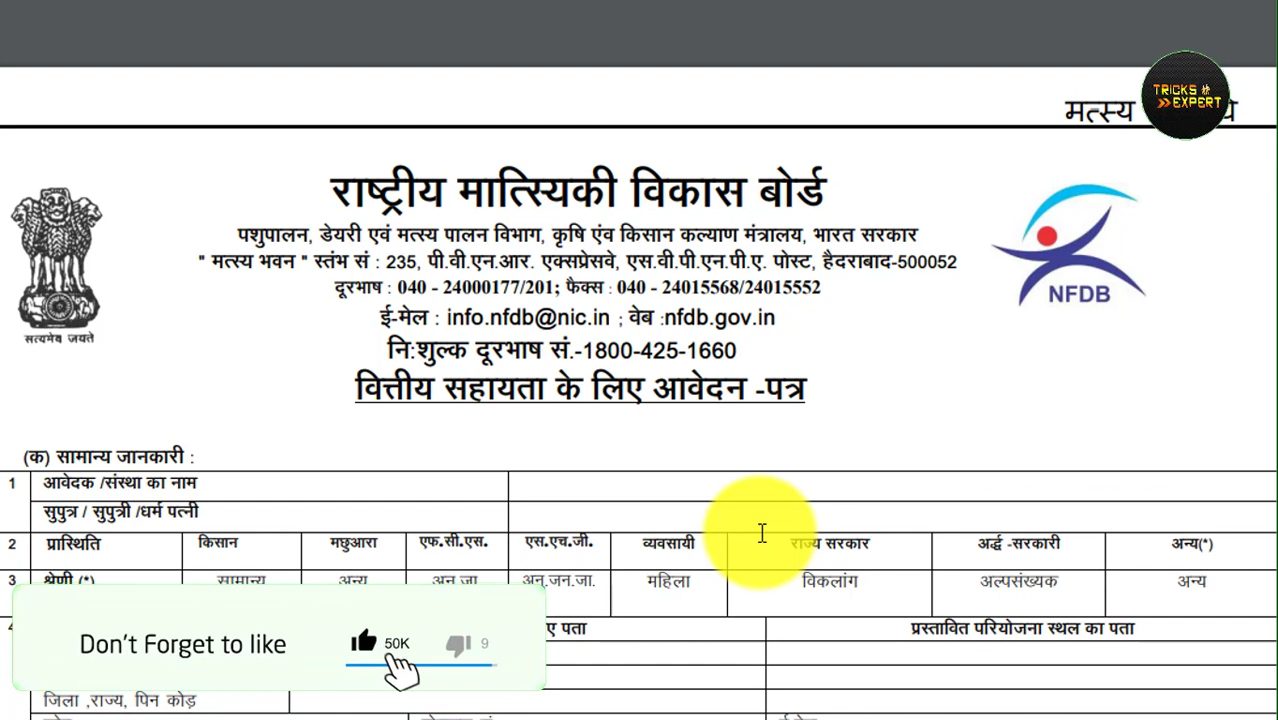 TRICKS
EXPERT
मत्स्य
राष्ट्रीय मात्स्यिकी विकास बोर्ड
पशुपालन, डेयरी एवं मत्स्य पालन विभाग, कृषि एंव किसान कल्याण मंत्रालय, भारत सरकार
" मत्स्य भवन " स्तंभ सं : 235, पी.वी.एन.आर. एक्सप्रेसवे, एस.वी.पी.एन.पी.ए. पोस्ट, हैदराबाद-500052
दूरभाष : 040 - 24000177/201; फैक्स : 040 - 24015568/24015552
ई-मेल : info.nfdb@nic.in ; वेब :nfdb.gov.in
नि:शुल्क दूरभाष सं.-1800-425-1660
वित्तीय सहायता के लिए आवेदन -पत्र
सत्यमेव जयते
NFDB
(क) सामान्य जानकारी :
1 आवेदक /संस्था का नाम
सुपुत्र / सुपुत्री /धर्म पत्नी
2 प्रास्थिति किसान मछुआरा एफ.सी.एस. एस.एच.जी. व्यवसायी राज्य सरकार अर्द्ध -सरकारी अन्य(*)
3 श्रेणी (*) सामान्य अन्य अनु.जा. अनु.जन.जा. महिला विकलांग अल्पसंख्यक अन्य
ए पता प्रस्तावित परियोजना स्थल का पता
Don't Forget to like 50K 9
जिला ,राज्य, पिन कोड़